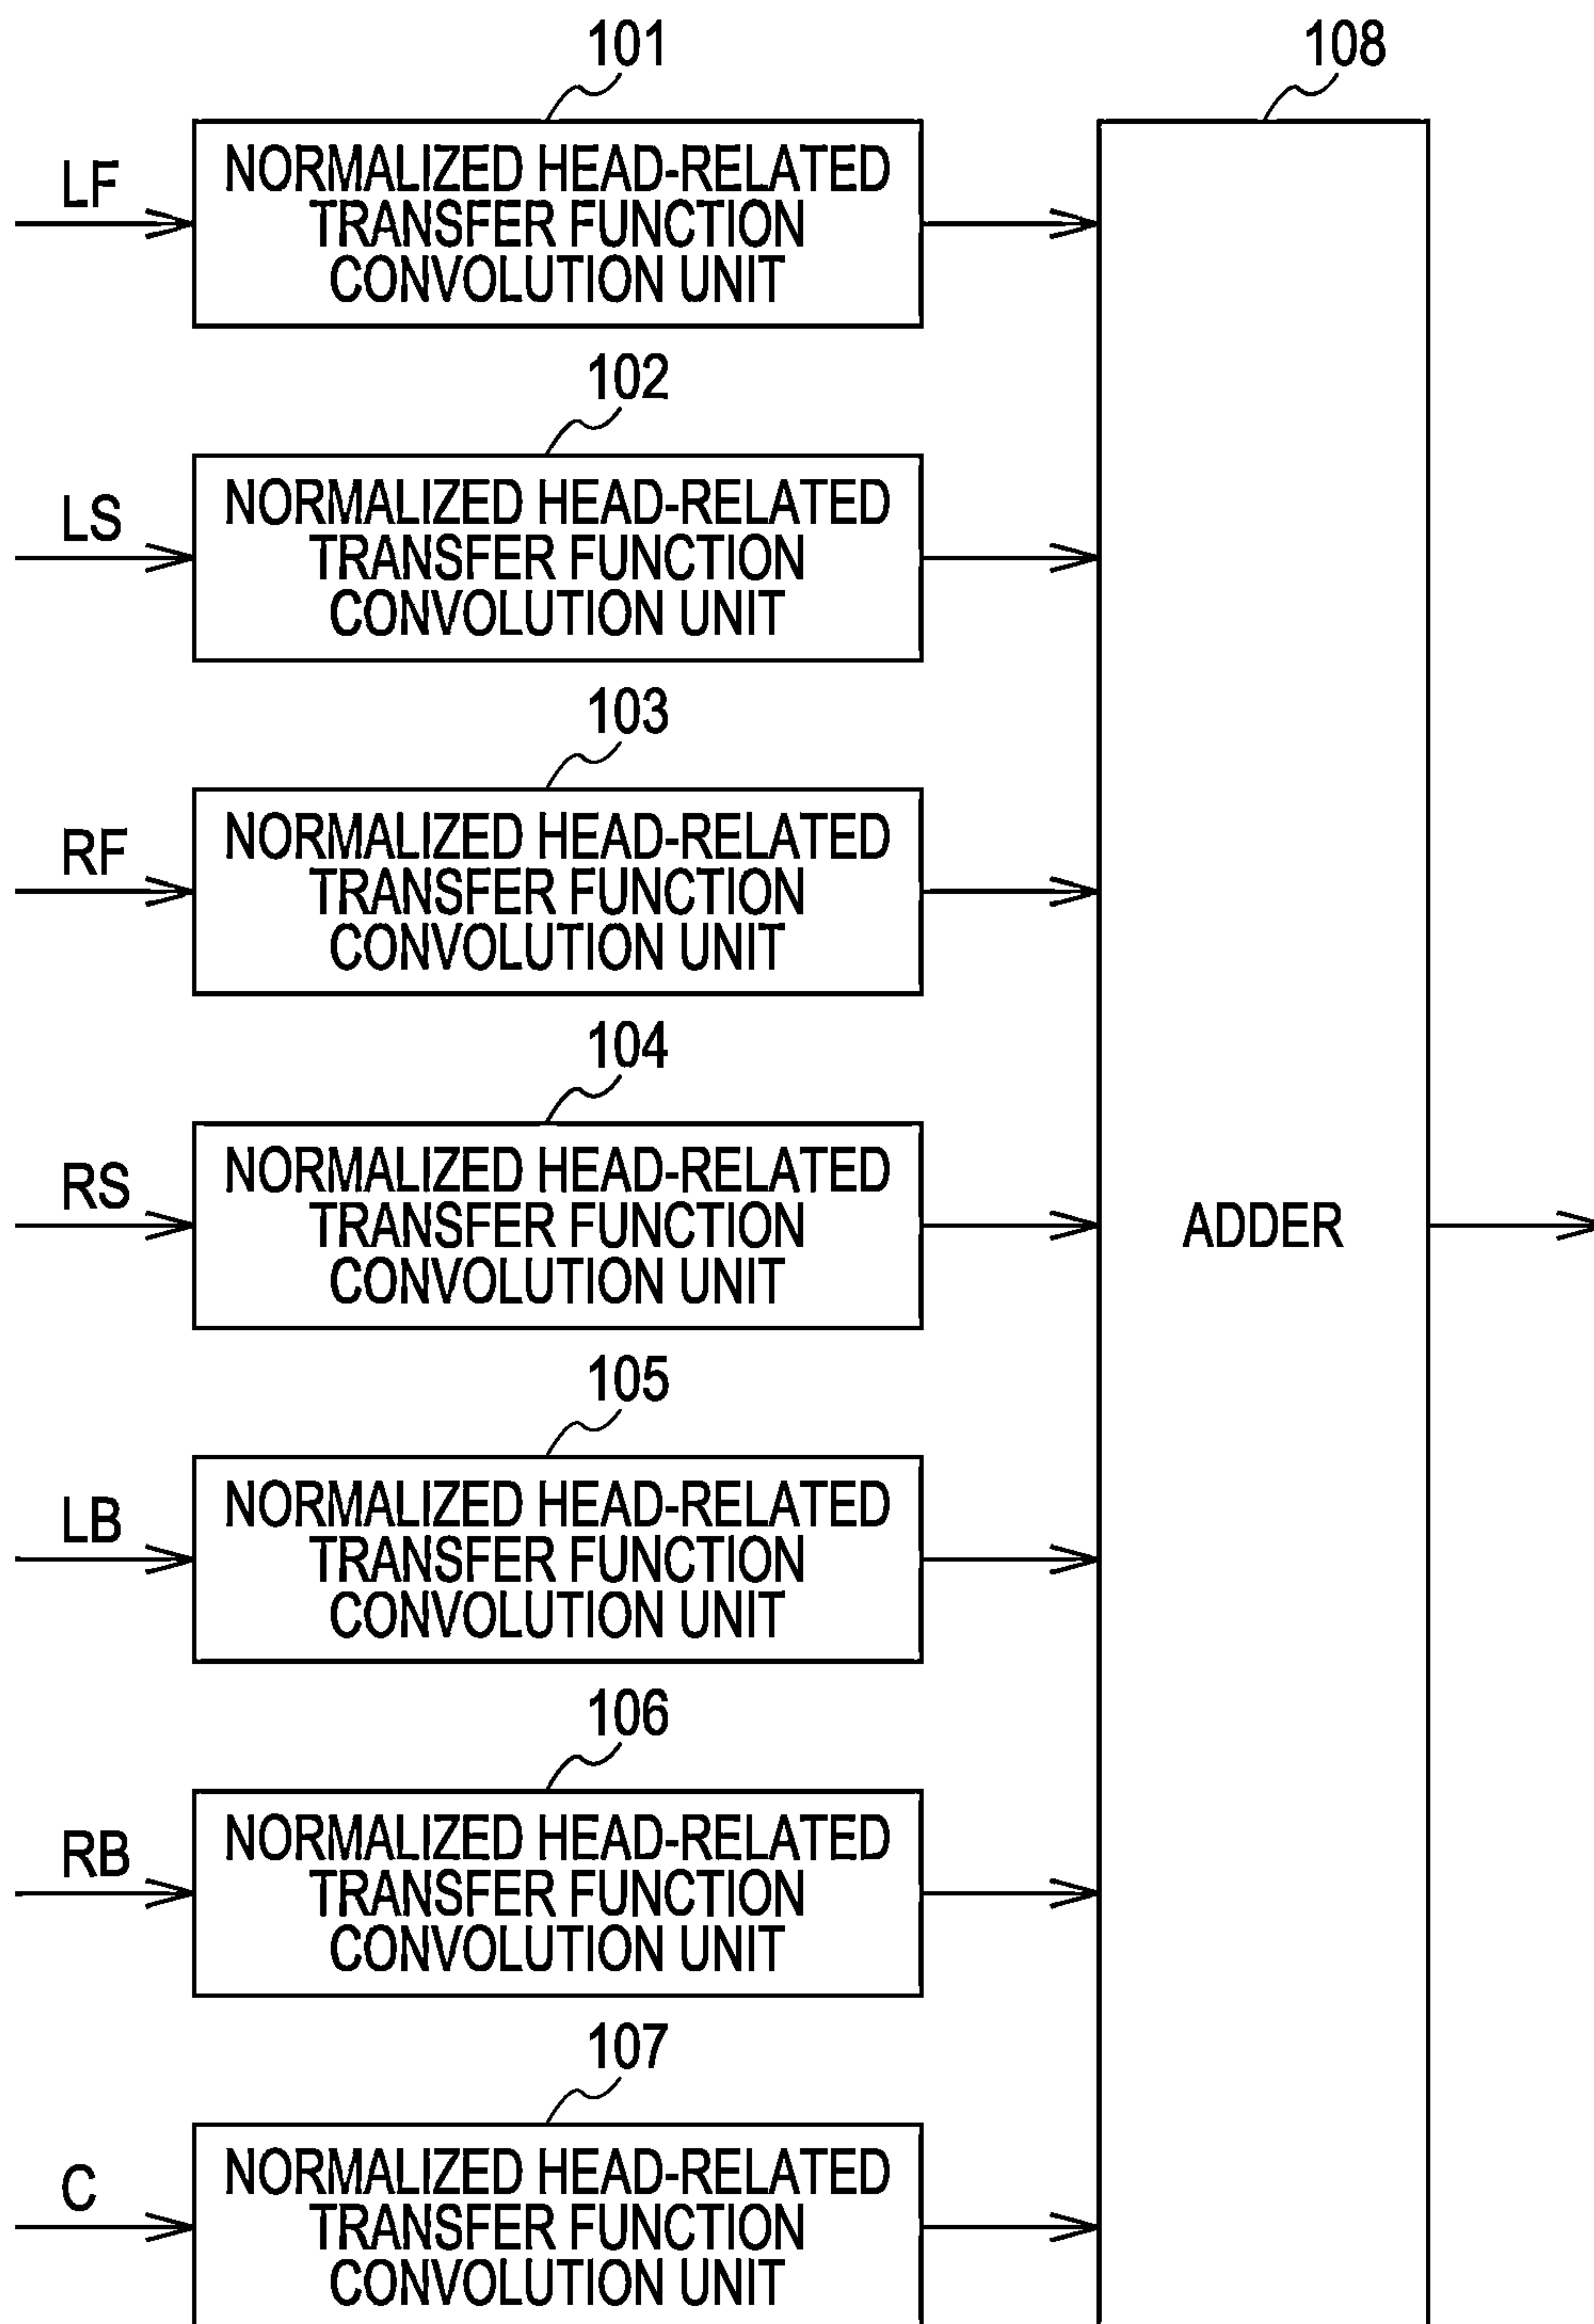 101
108
LF
NORMALIZED HEAD-RELATED
TRANSFER FUNCTION
CONVOLUTION UNIT
102
LS
NORMALIZED HEAD-RELATED
TRANSFER FUNCTION
CONVOLUTION UNIT
103
RF
NORMALIZED HEAD-RELATED
TRANSFER FUNCTION
CONVOLUTION UNIT
104
RS
NORMALIZED HEAD-RELATED
TRANSFER FUNCTION
CONVOLUTION UNIT
ADDER
105
LB
NORMALIZED HEAD-RELATED
TRANSFER FUNCTION
CONVOLUTION UNIT
106
RB
NORMALIZED HEAD-RELATED
TRANSFER FUNCTION
CONVOLUTION UNIT
107
C
NORMALIZED HEAD-RELATED
TRANSFER FUNCTION
CONVOLUTION UNIT